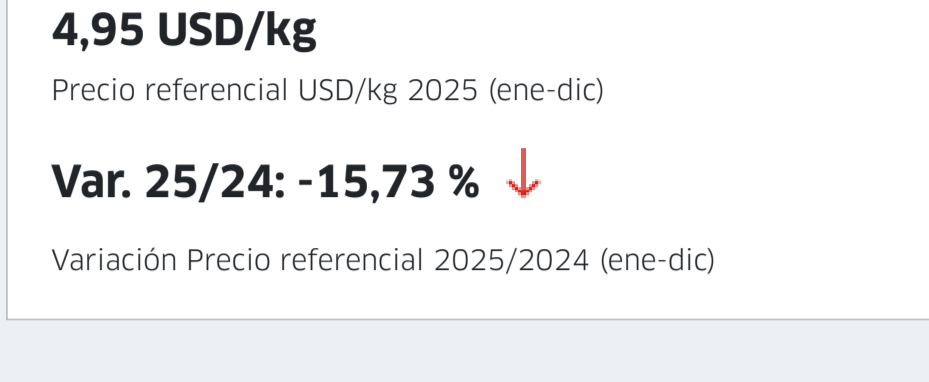 4,95 USD/kg
Precio referencial USD/kg 2025 (ene-dic)
Var. 25/24: -15,73 %
Variación Precio referencial 2025/2024 (ene-dic)